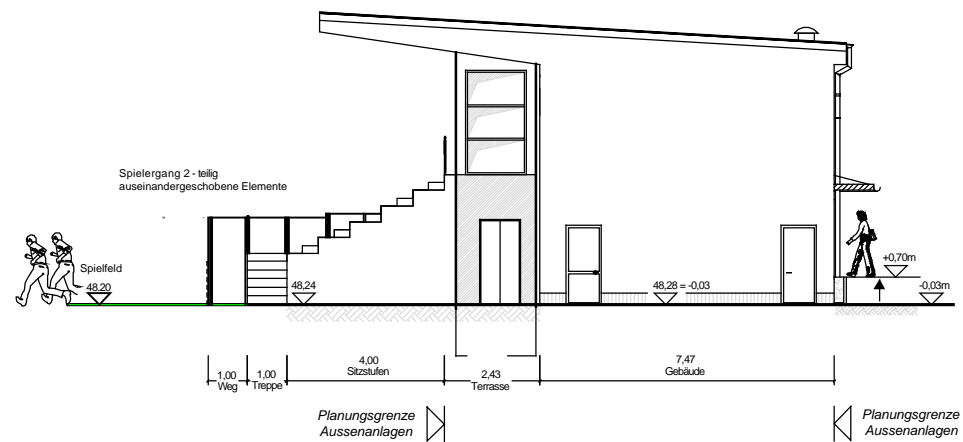 Spielergang 2 - teilig
auseinandergeschobene Elemente
Spielfeld
48.20
48,24
48,28 = -0,03
+0,70m
-0,03m
1,00
Weg
1,00
Treppe
4,00
Sitzstufen
2,43
Terrasse
7,47
Gebäude
Planungsgrenze
Aussenanlagen
Planungsgrenze
Aussenanlagen